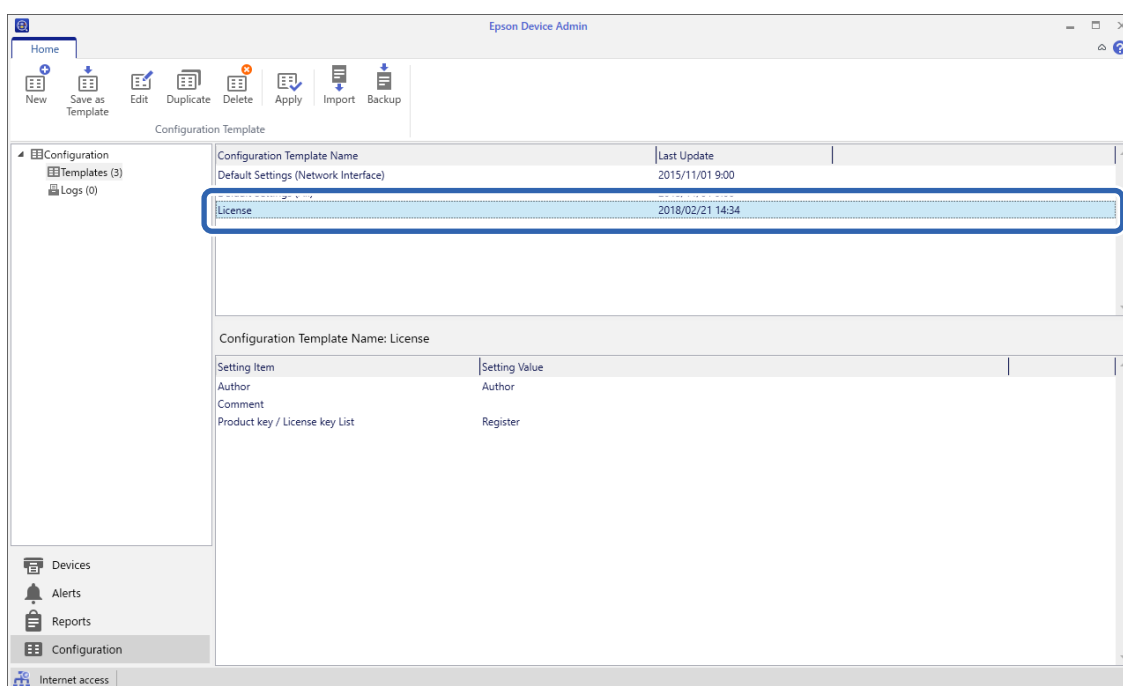 Epson Device Admin
Home
New
Save as Template
Edit
Duplicate
Delete
Apply
Import
Backup
Configuration Template
Configuration
Templates (3)
Logs (0)
Configuration Template Name Last Update
Default Settings (Network Interface) 2015/11/01 9:00
License 2018/02/21 14:34
Configuration Template Name: License
Setting Item Setting Value
Author Author
Comment
Product key / License key List Register
Devices
Alerts
Reports
Configuration
Internet access